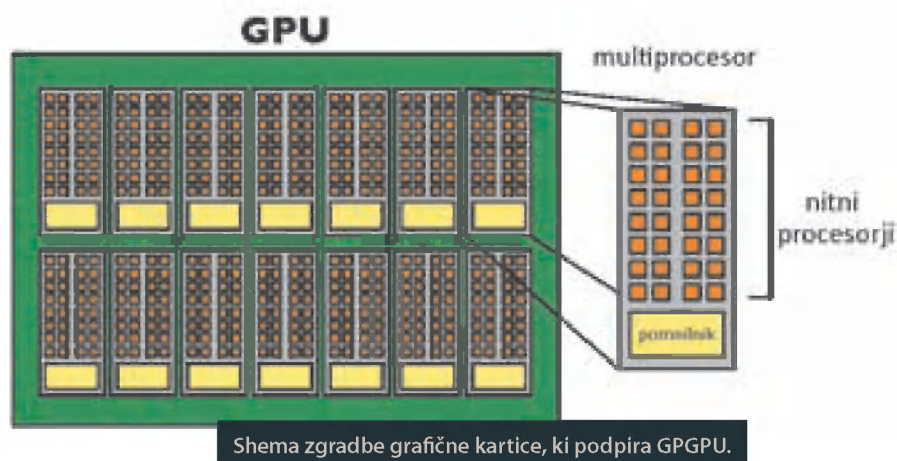 GPU
multiprocesor
nitni
procesorji
pomnilnik
Shema zgradbe grafične kartice, ki podpira GPGPU.